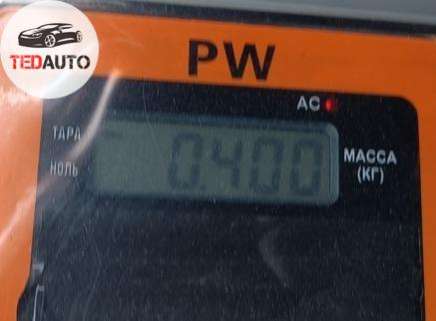 TEDAUTO
PW
AC
ТАРА
НОЛЬ
0.400
МАССА
(КГ)